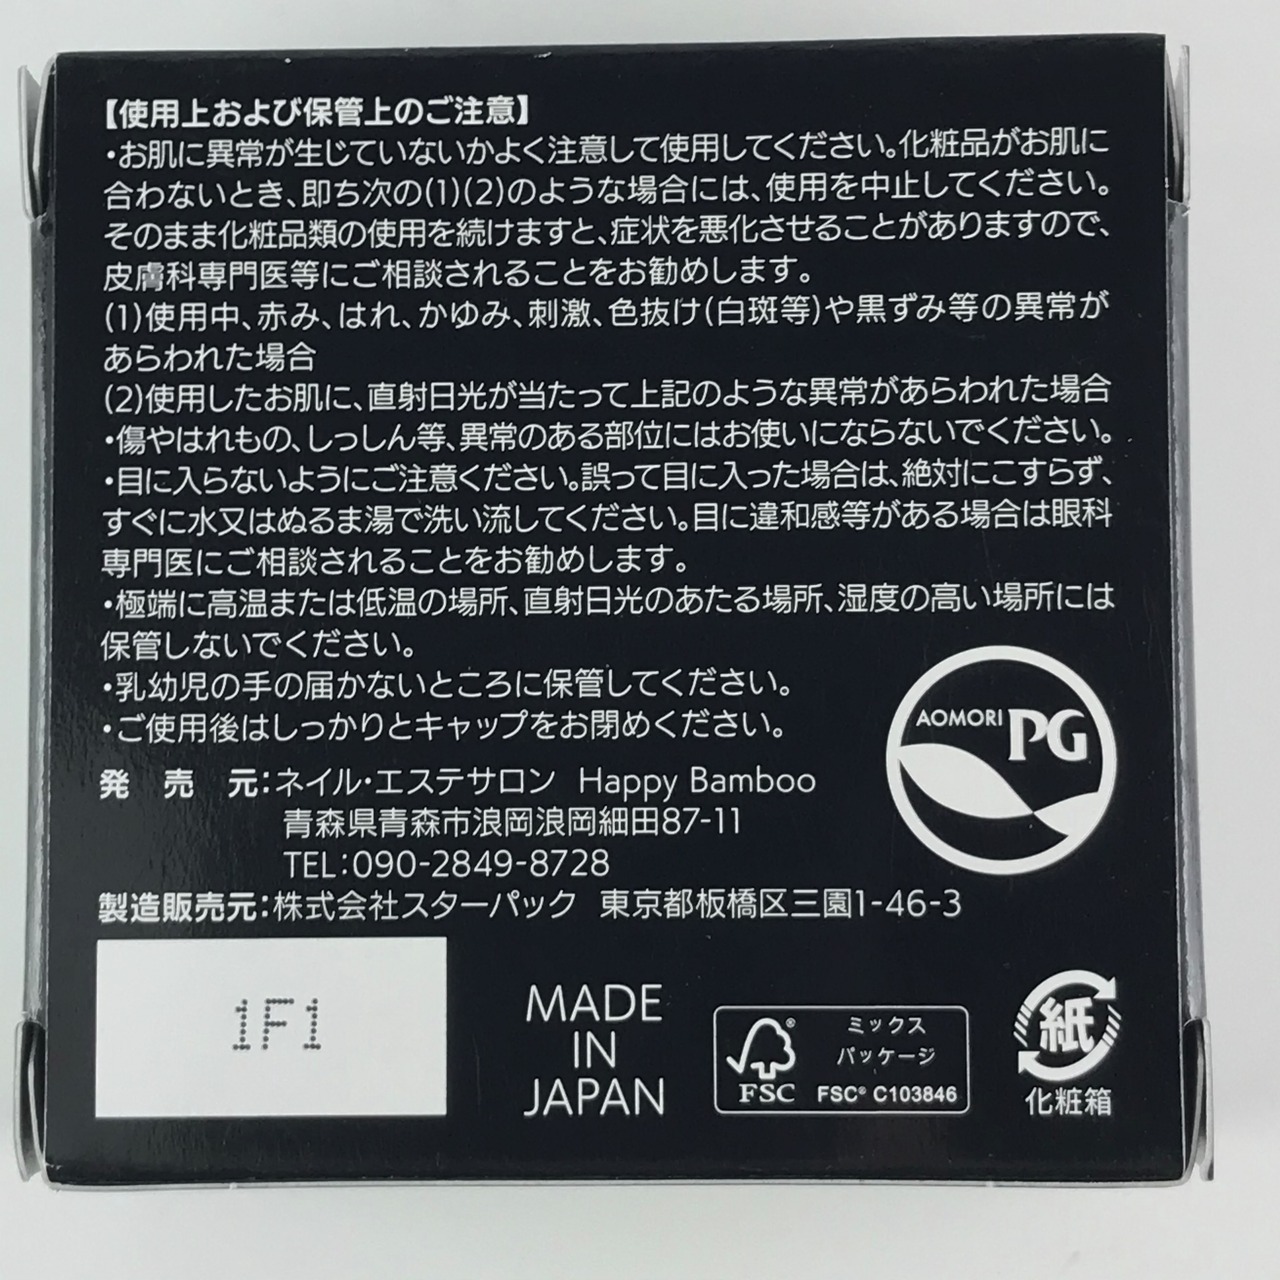 【使用上および保管上のご注意】
・お肌に異常が生じていないかよく注意して使用してください。化粧品がお肌に
合わないとき、即ち次の(1)(2)のような場合には、使用を中止してください。
そのまま化粧品類の使用を続けますと、症状を悪化させることがありますので、
皮膚科専門医等にご相談されることをお勧めします。
(1)使用中、赤み、はれ、かゆみ、刺激、色抜け(白斑等)や黒ずみ等の異常が
あらわれた場合
(2)使用したお肌に、直射日光が当たって上記のような異常があらわれた場合
・傷やはれもの、しっしん等、異常のある部位にはお使いにならないでください。
・目に入らないようにご注意ください。誤って目に入った場合は、絶対にこすらず、
すぐに水又はぬるま湯で洗い流してください。目に違和感等がある場合は眼科
専門医にご相談されることをお勧めします。
・極端に高温または低温の場所、直射日光のあたる場所、湿度の高い場所には
保管しないでください。
・乳幼児の手の届かないところに保管してください。
・ご使用後はしっかりとキャップをお閉めください。
AOMORI PG
発売元：ネイル・エステサロン Happy Bamboo
青森県青森市浪岡浪岡細田87-11
TEL：090-2849-8728
製造販売元：株式会社スターパック 東京都板橋区三園1-46-3
1F1
MADE
IN
JAPAN
FSC
ミックス
パッケージ
FSC® C103846
紙
化粧箱